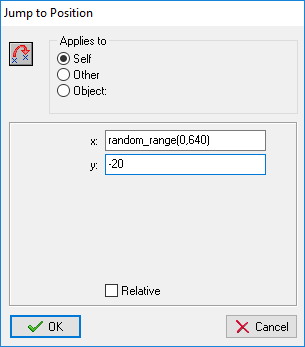 Jump to Position
Applies to
Self
Other
Object:
x: random_range(0,640)
y: -20
Relative
OK
Cancel